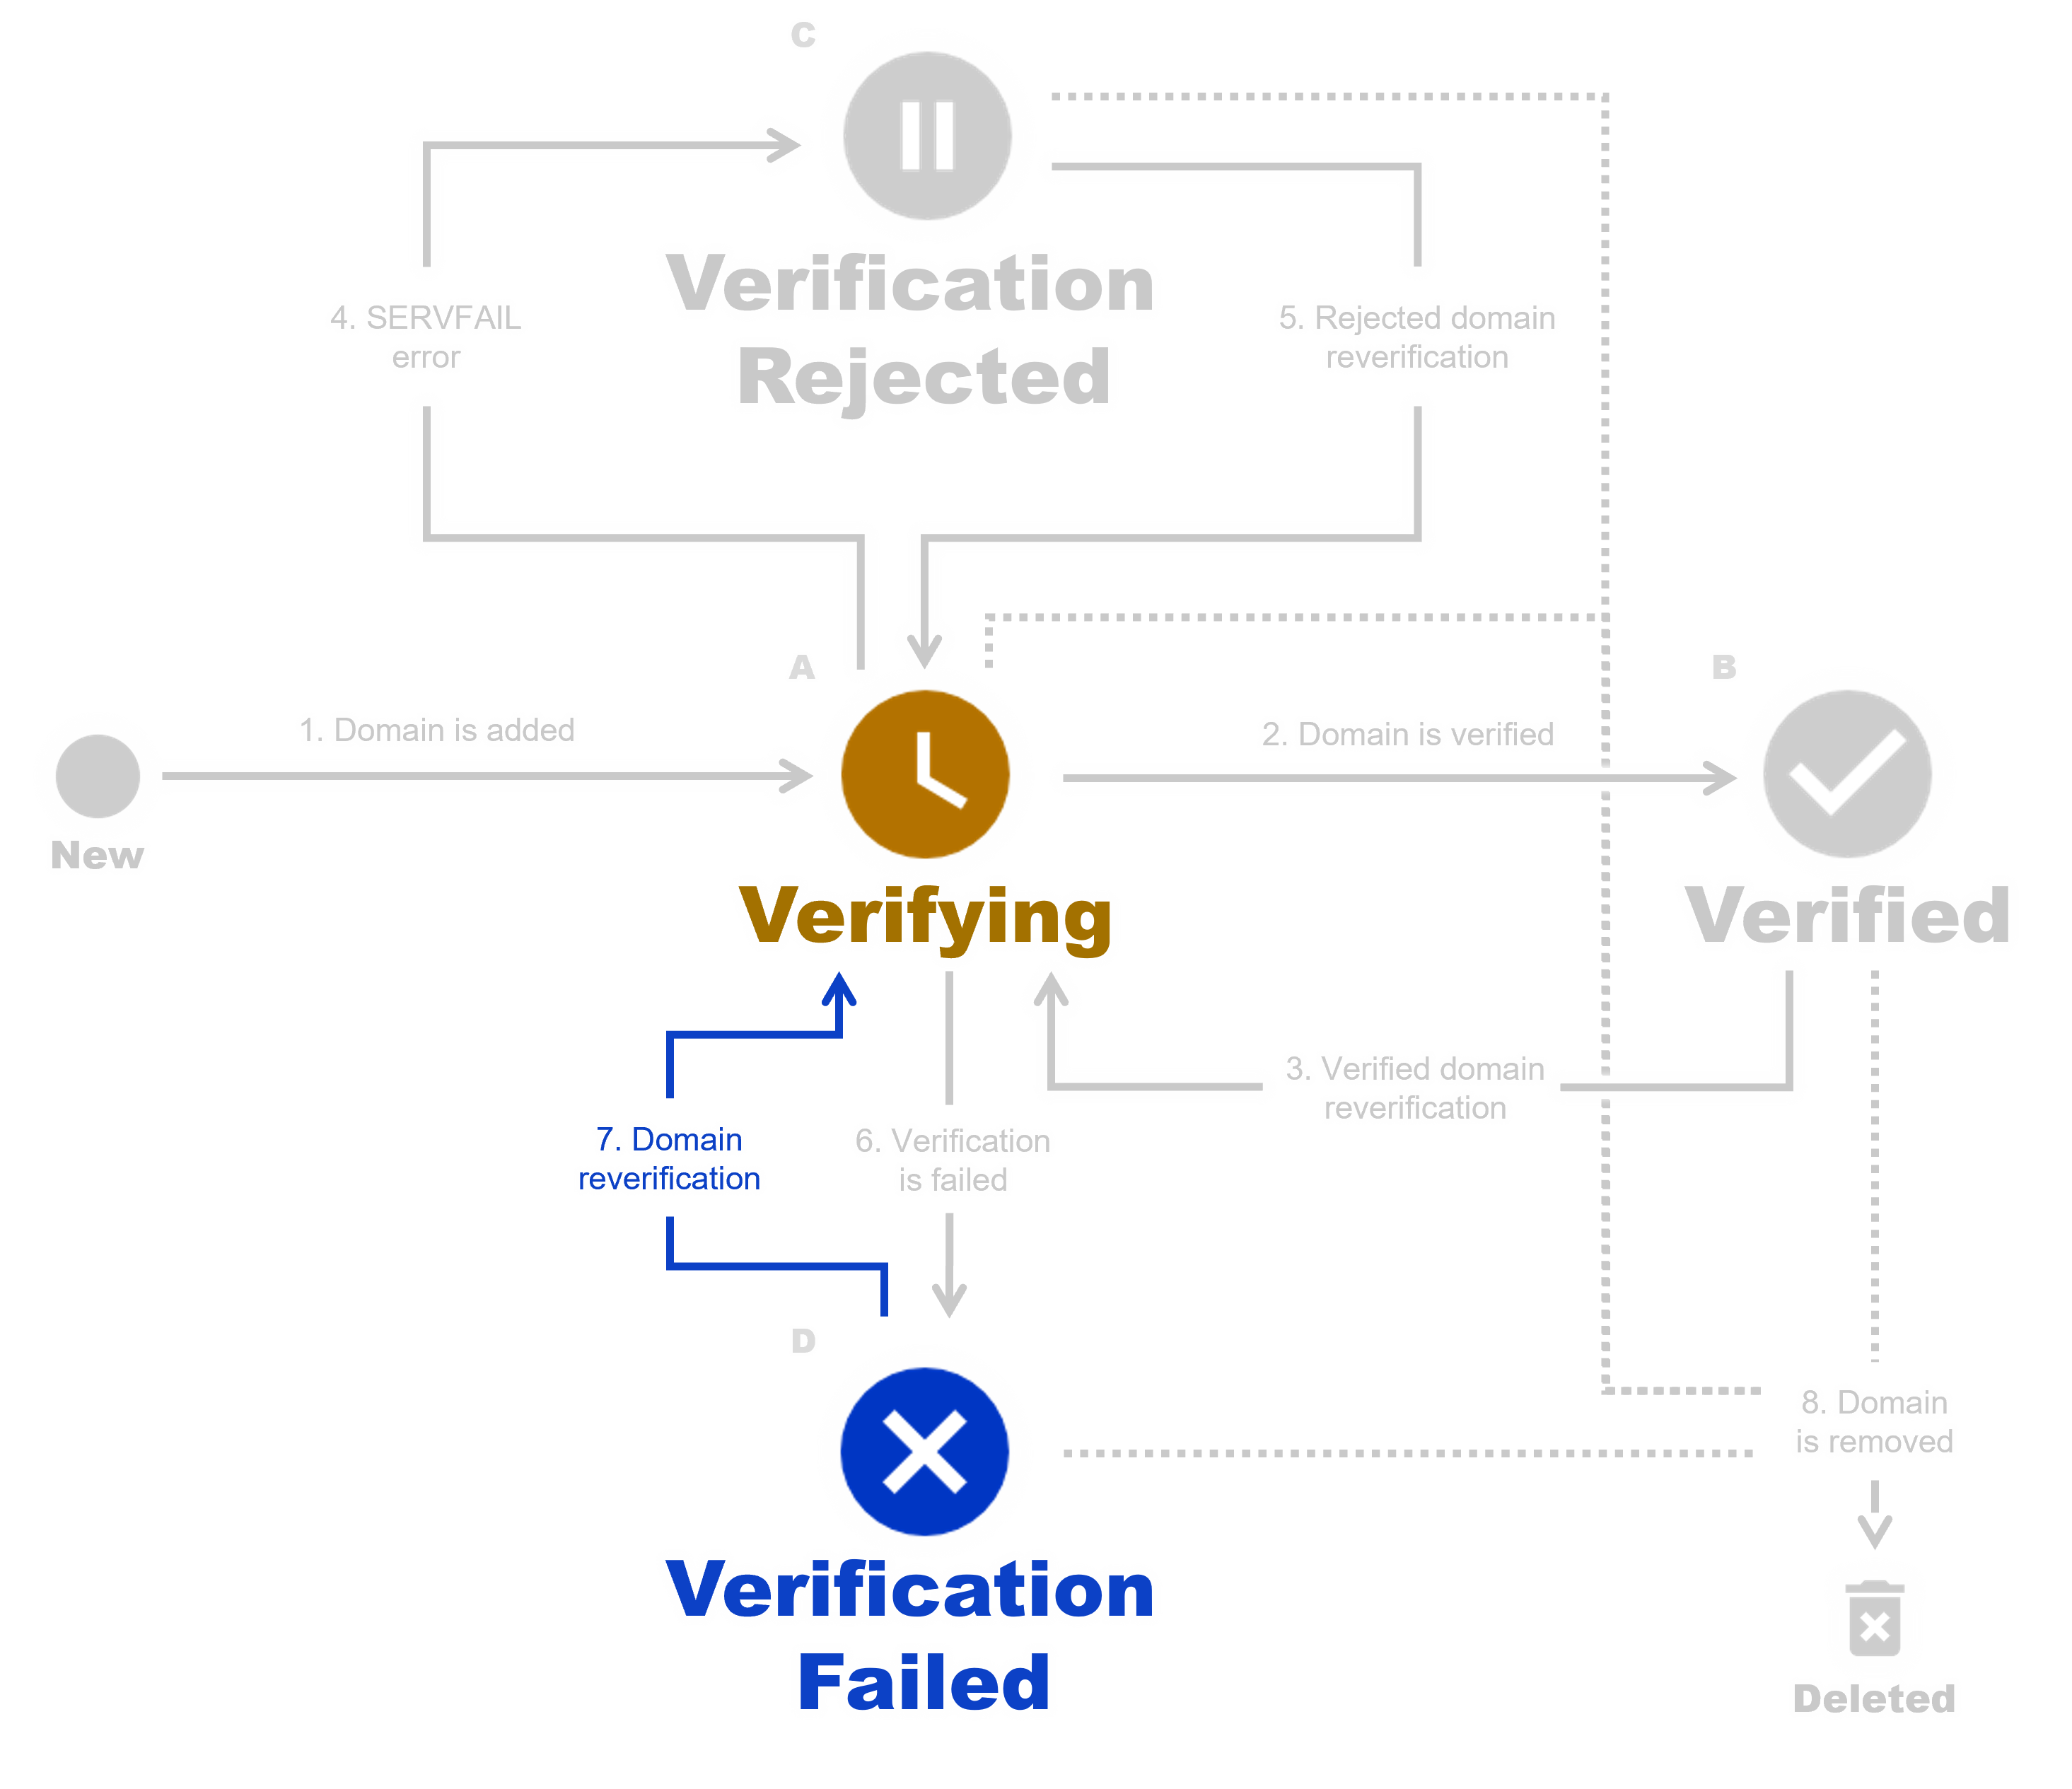 C
Verification
Rejected
4. SERVFAIL
error
5. Rejected domain
reverification
A
B
1. Domain is added
2. Domain is verified
New
Verifying
Verified
3. Verified domain
reverification
7. Domain
reverification
6. Verification
is failed
D
8. Domain
is removed
Verification
Failed
Deleted